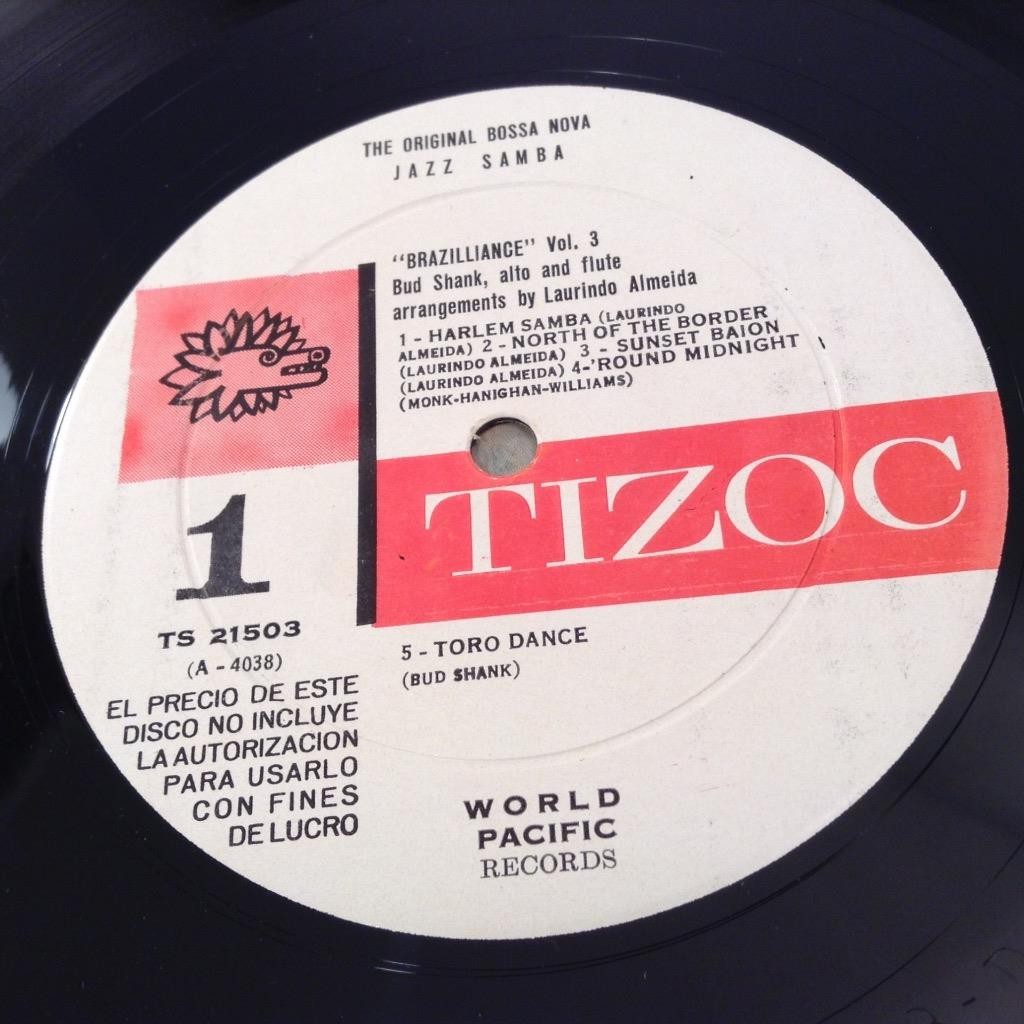 THE ORIGINAL BOSSA NOVA
JAZZ SAMBA
“BRAZILLIANCE” Vol. 3
Bud Shank, alto and flute
arrangements by Laurindo Almeida
1 - HARLEM SAMBA (LAURINDO
ALMEIDA) 2 - NORTH OF THE BORDER
(LAURINDO ALMEIDA) 3 - SUNSET BAION
(LAURINDO ALMEIDA) 4-'ROUND MIDNIGHT
(MONK-HANIGHAN-WILLIAMS)
TIZOC
1
TS 21503
(A - 4038)
EL PRECIO DE ESTE
DISCO NO INCLUYE
LA AUTORIZACION
PARA USARLO
CON FINES
DE LUCRO
5 - TORO DANCE
(BUD SHANK)
WORLD
PACIFIC
RECORDS